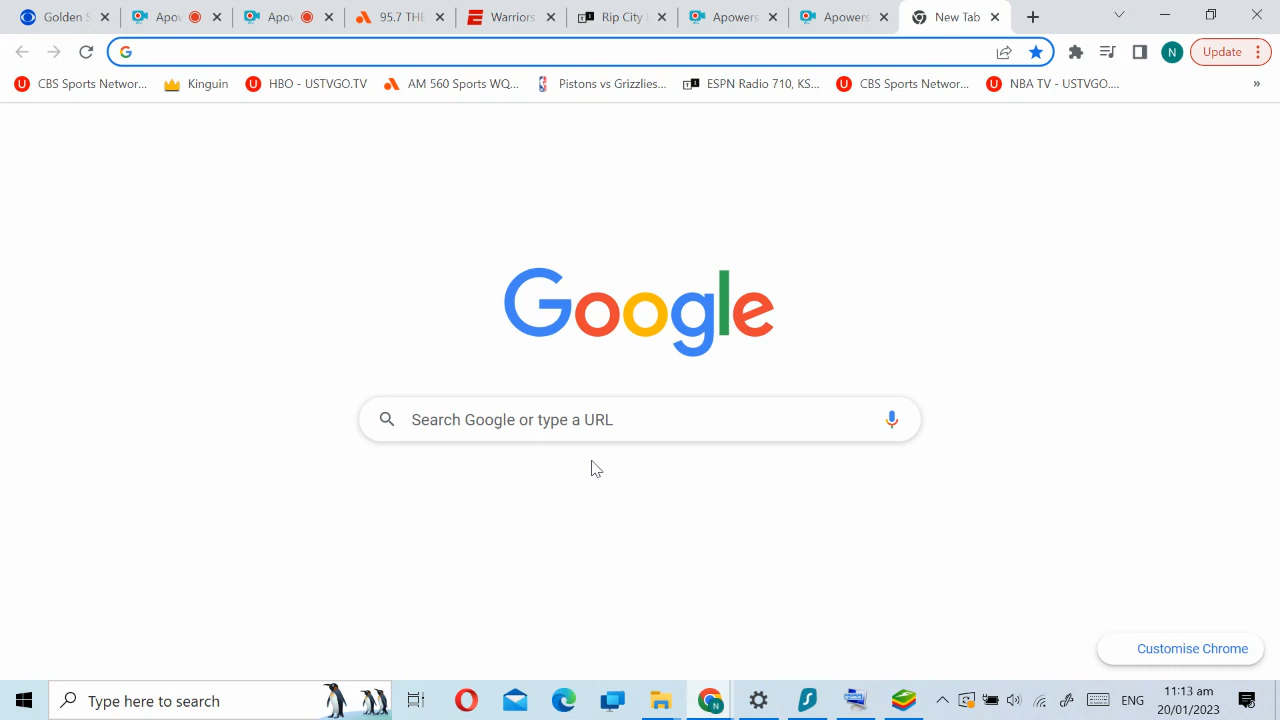 Golden S
Apow
Apow
95.7 THE
Warriors
Rip City
Apowers
Apowers
New Tab
N
Update
CBS Sports Networ...
Kinguin
HBO - USTVGO.TV
AM 560 Sports WQ...
Pistons vs Grizzlies...
ESPN Radio 710, KS...
CBS Sports Networ...
NBA TV - USTVGO....
»
Google
Search Google or type a URL
Customise Chrome
Type here to search
N
ENG
11:13 am
20/01/2023